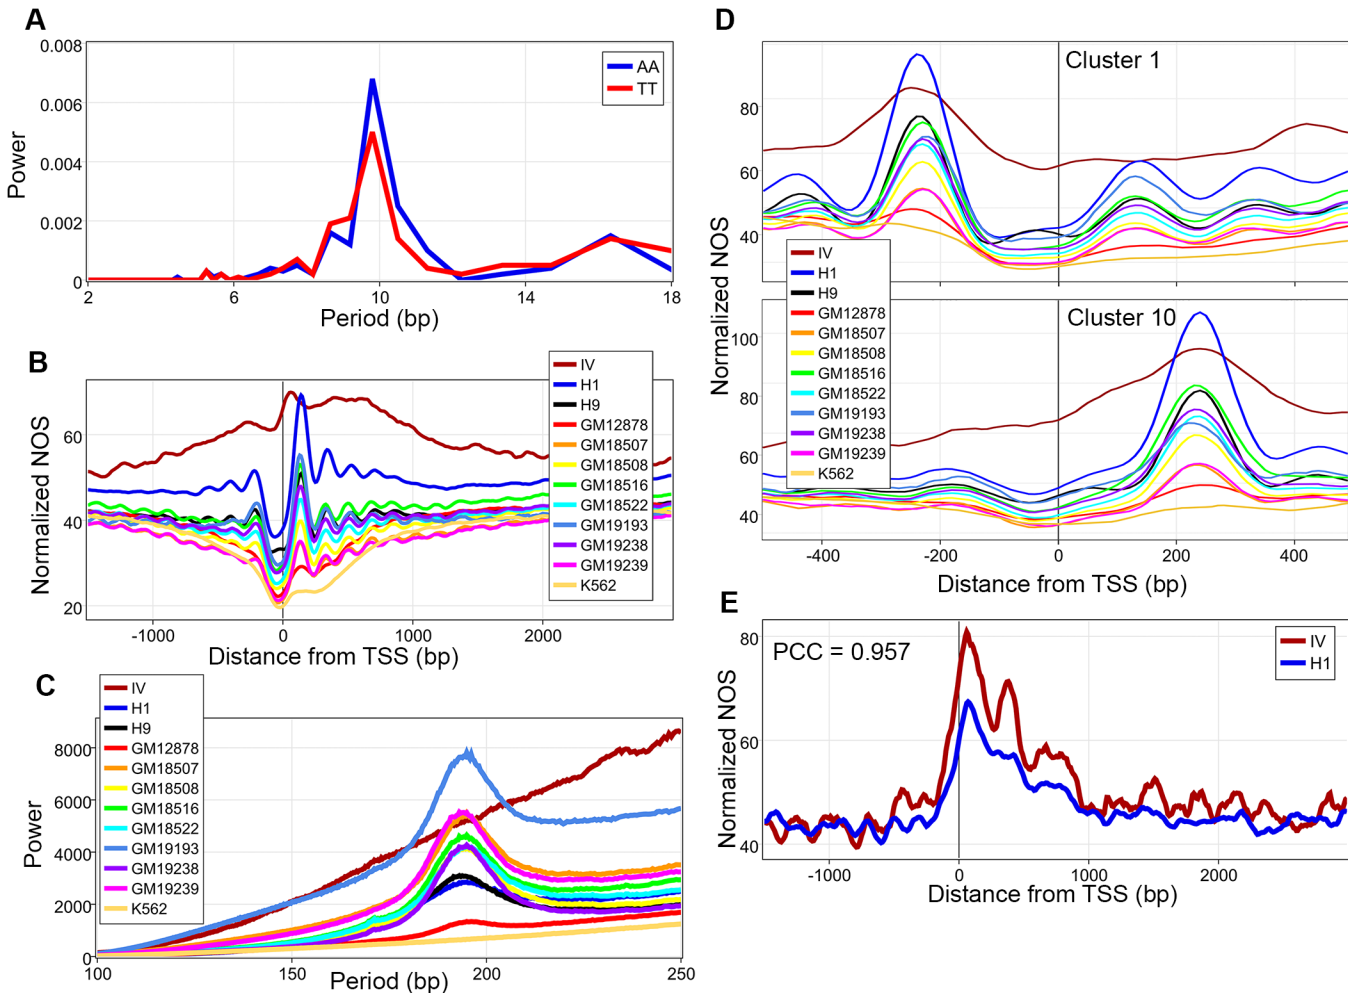 A
0.008
0.006
0.004
0.002
0
Power
AA
TT
2
6
10
14
18
Period (bp)
B
60
40
20
Normalized NOS
IV
H1
H9
GM12878
GM18507
GM18508
GM18516
GM18522
GM19193
GM19238
GM19239
K562
-1000
0
1000
2000
Distance from TSS (bp)
C
8000
6000
4000
2000
0
Power
IV
H1
H9
GM12878
GM18507
GM18508
GM18516
GM18522
GM19193
GM19238
GM19239
K562
100
150
200
250
Period (bp)
D
Cluster 1
80
60
40
Normalized NOS
IV
H1
H9
GM12878
GM18507
GM18508
GM18516
GM18522
GM19193
GM19238
GM19239
K562
Cluster 10
100
80
60
40
-400
-200
0
200
400
Distance from TSS (bp)
E
PCC = 0.957
IV
H1
80
60
40
Normalized NOS
-1000
0
1000
2000
Distance from TSS (bp)